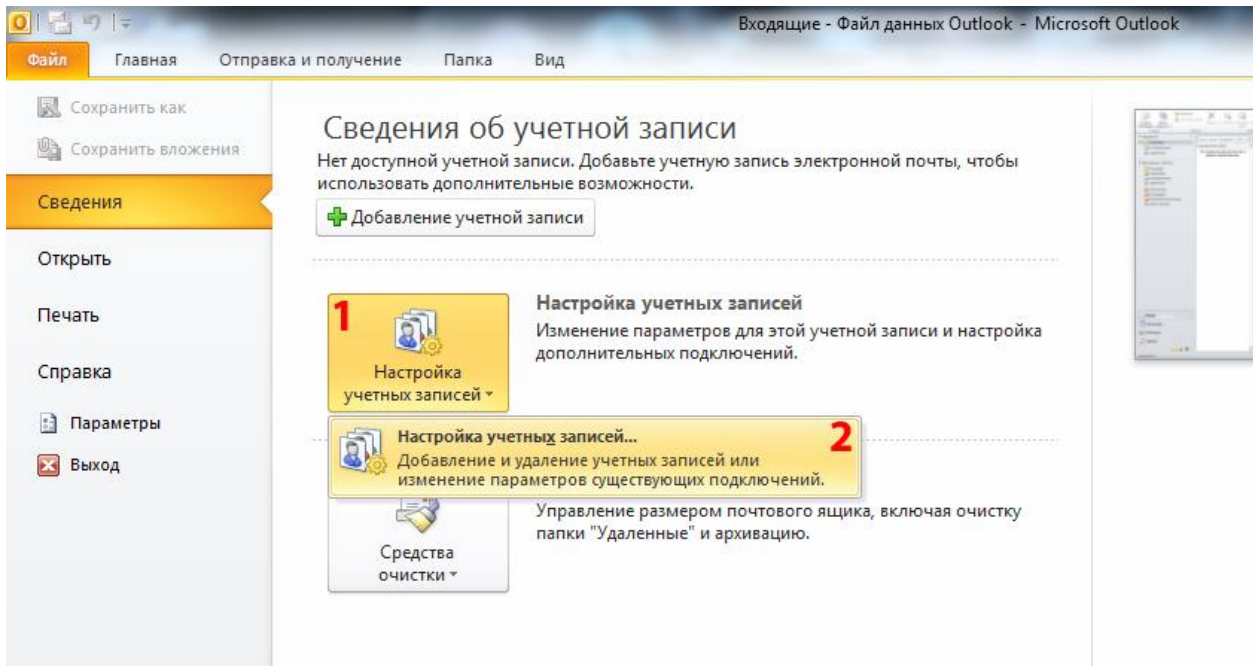 Входящие - Файл данных Outlook - Microsoft Outlook
Файл Главная Отправка и получение Папка Вид
Сохранить как
Сохранить вложения
Сведения
Открыть
Печать
Справка
Параметры
Выход
Сведения об учетной записи
Нет доступной учетной записи. Добавьте учетную запись электронной почты, чтобы
использовать дополнительные возможности.
Добавление учетной записи
1
Настройка
учетных записей
Настройка учетных записей
Изменение параметров для этой учетной записи и настройка
дополнительных подключений.
Настройка учетных записей...
2
Добавление и удаление учетных записей или
изменение параметров существующих подключений.
Средства
очистки
Управление размером почтового ящика, включая очистку
папки "Удаленные" и архивацию.